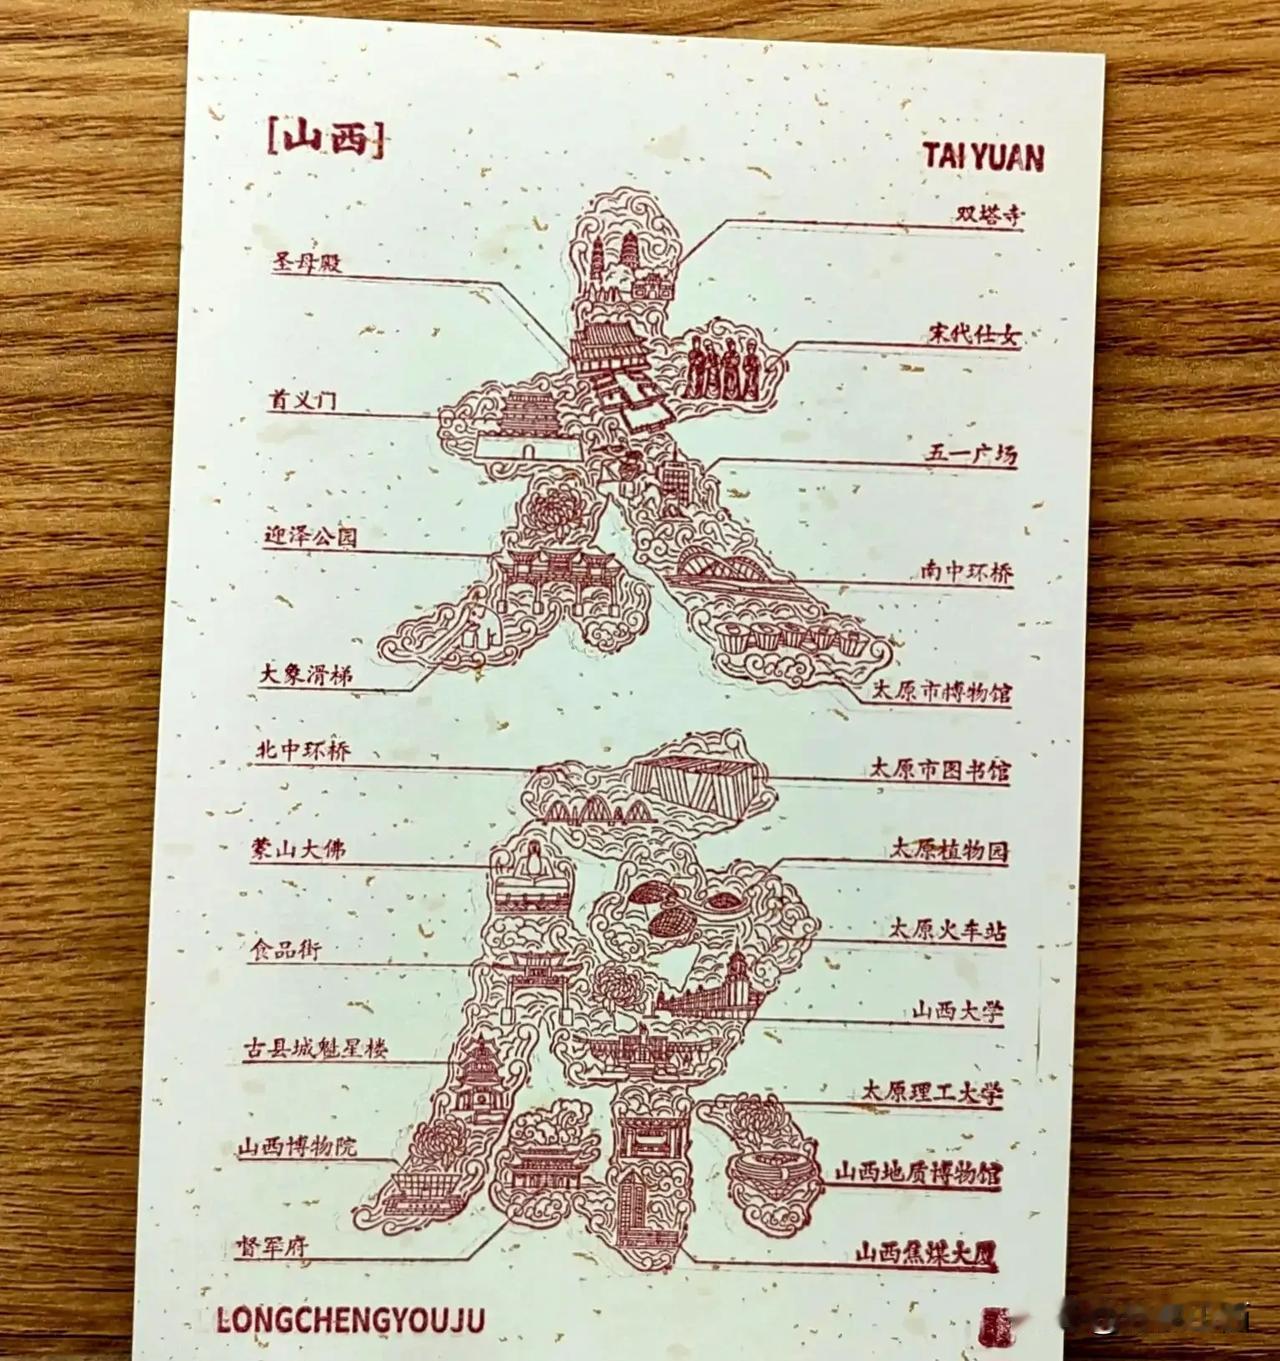 [山西]
TAI YUAN
双塔寺
圣母殿
宋代仕女
首义门
五一广场
迎泽公园
南中环桥
大象滑梯
太原市博物馆
北中环桥
太原市图书馆
蒙山大佛
太原植物园
食品街
太原火车站
山西大学
古县城魁星楼
太原理工大学
山西博物院
山西地质博物馆
督军府
山西焦煤大厦
LONGCHENGYOUJU